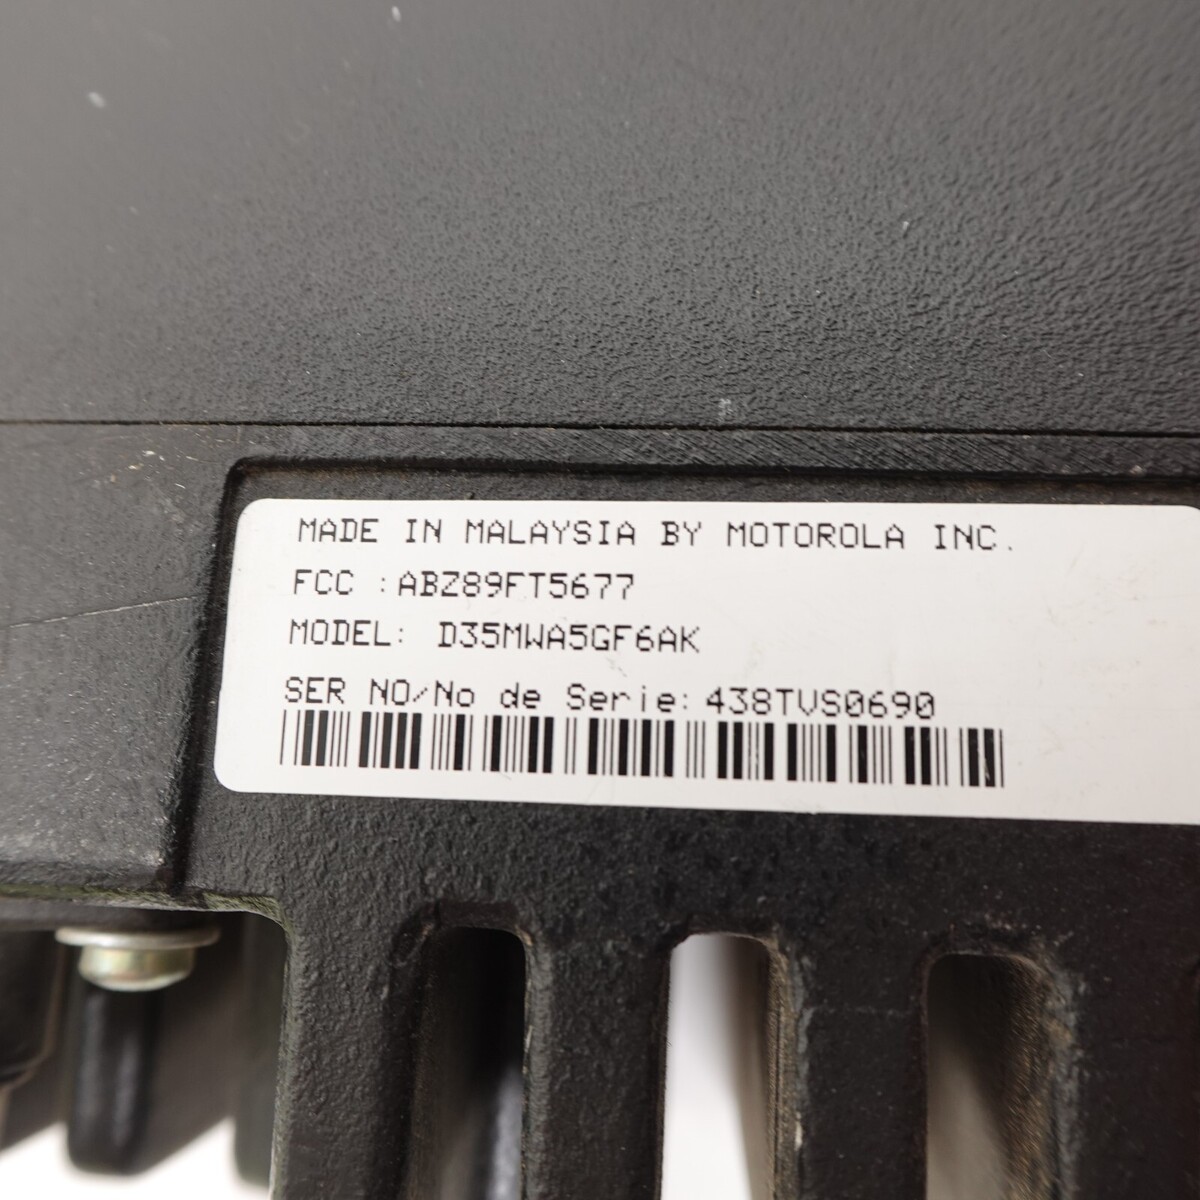 MADE IN MALAYSIA BY MOTOROLA INC.
FCC :ABZ89FT5677
MODEL: D35MWA5GF6AK
SER NO/No de Serie: 438TVS0690